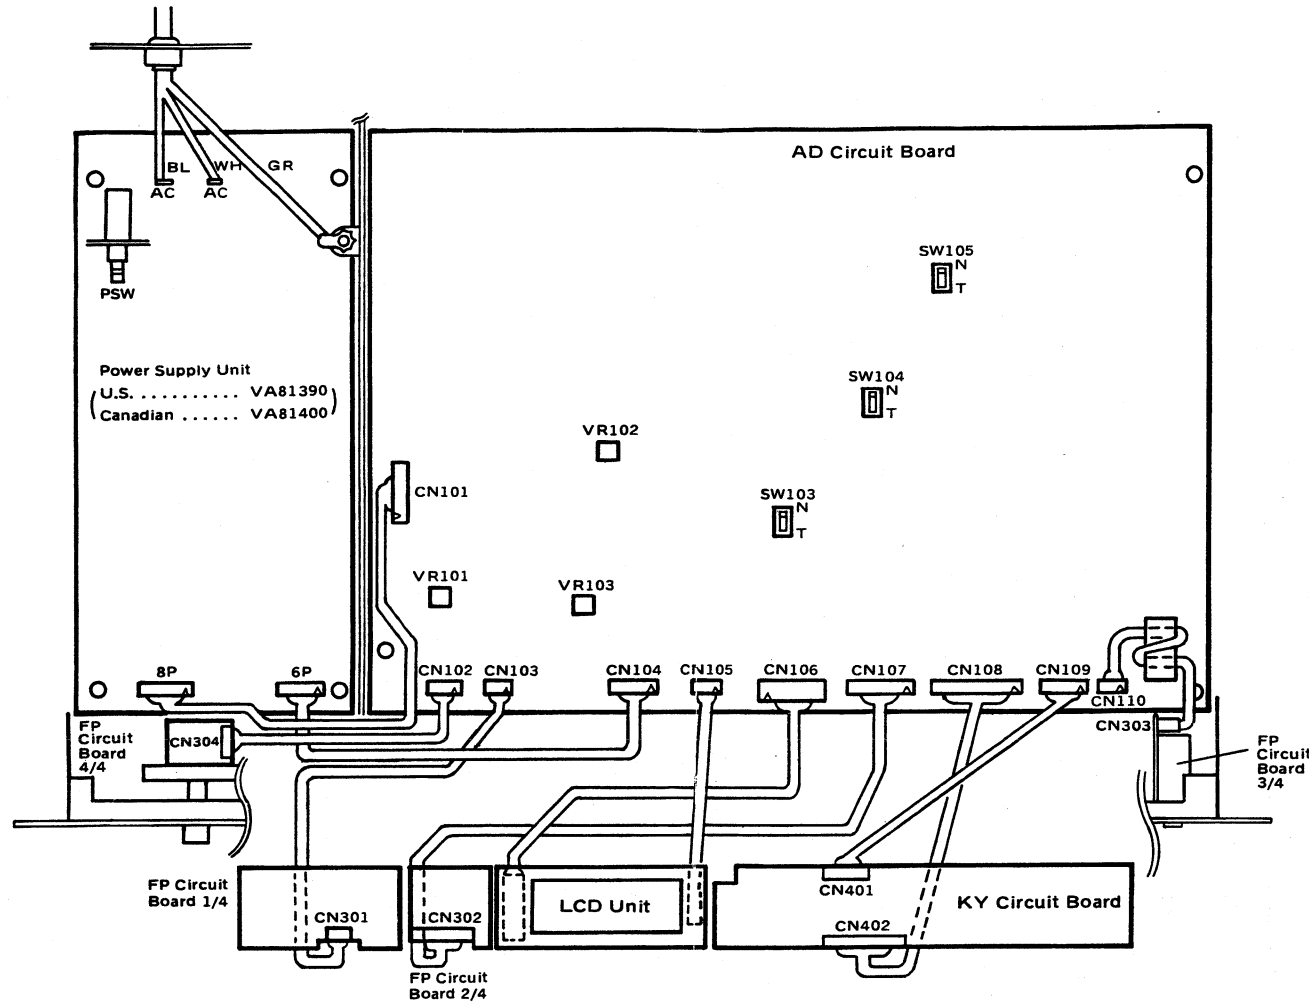 AD Circuit Board
BL WH GR
AC AC
PSW
SW105
N
T
Power Supply Unit
U.S. . . . . . . . . . . . VA81390
Canadian . . . . . . VA81400
SW104
N
T
VR102
CN101
SW103
N
T
VR101
VR103
8P
6P
CN102
CN103
CN104
CN105
CN106
CN107
CN108
CN109
CN110
CN303
FP
Circuit
Board
4/4
CN304
FP
Circuit
Board
3/4
FP Circuit
Board 1/4
CN301
CN302
FP Circuit
Board 2/4
LCD Unit
CN401
CN402
KY Circuit Board